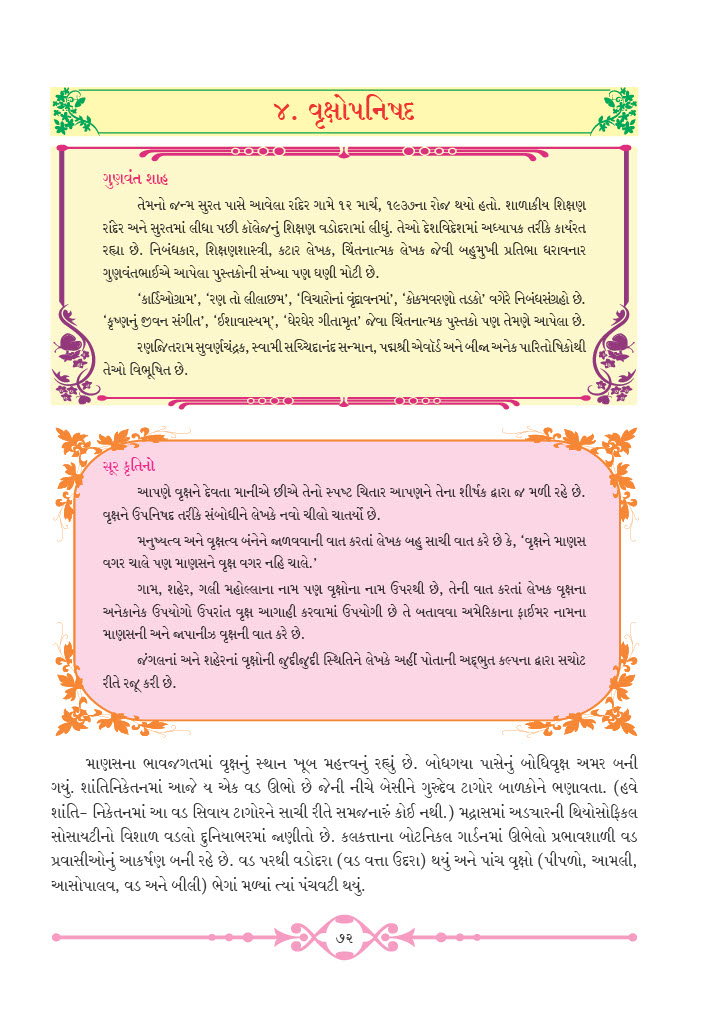 ૪. વૃક્ષોપનિષદ
ગુણવંત શાહ
તેમનો જન્મ સુરત પાસે આવેલા રાંદેર ગામે ૧૨ માર્ચ, ૧૯૩૭ના રોજ થયો હતો. શાળાકીય શિક્ષણ
રાંદેર અને સુરતમાં લીધા પછી કૉલેજનું શિક્ષણ વડોદરામાં લીધું. તેઓ દેશવિદેશમાં અધ્યાપક તરીકે કાર્યરત
રહ્યા છે. નિબંધકાર, શિક્ષણશાસ્ત્રી, કટાર લેખક, ચિંતનાત્મક લેખક જેવી બહુમુખી પ્રતિભા ધરાવનાર
ગુણવંતભાઈએ આપેલા પુસ્તકોની સંખ્યા પણ ઘણી મોટી છે.
‘કાર્ડિઓગ્રામ’, ‘રણ તો લીલાછમ’, ‘વિચારોનાં વૃંદાવનમાં’, ‘કોકમવરણો તડકો’ વગેરે નિબંધસંગ્રહો છે.
‘કૃષ્ણનું જીવન સંગીત’, ‘ઈશાવાસ્યમ્’, ‘ઘેરઘેર ગીતામૃત’ જેવા ચિંતનાત્મક પુસ્તકો પણ તેમણે આપેલા છે.
રણજિતરામ સુવર્ણચંદ્રક, સ્વામી સચ્ચિદાનંદ સન્માન, પદ્મશ્રી એવૉર્ડ અને બીજા અનેક પારિતોષિકોથી
તેઓ વિભૂષિત છે.
સૂર કૃતિનો
આપણે વૃક્ષને દેવતા માનીએ છીએ તેનો સ્પષ્ટ ચિતાર આપણને તેના શીર્ષક દ્વારા જ મળી રહે છે.
વૃક્ષને ઉપનિષદ તરીકે સંબોધીને લેખકે નવો ચીલો ચાતર્યો છે.
મનુષ્યત્વ અને વૃક્ષત્વ બંનેને જાળવવાની વાત કરતાં લેખક બહુ સાચી વાત કરે છે કે, ‘વૃક્ષને માણસ
વગર ચાલે પણ માણસને વૃક્ષ વગર નહિ ચાલે.’
ગામ, શહેર, ગલી મહોલ્લાના નામ પણ વૃક્ષોના નામ ઉપરથી છે, તેની વાત કરતાં લેખક વૃક્ષના
અનેકાનેક ઉપયોગો ઉપરાંત વૃક્ષ આગાહી કરવામાં ઉપયોગી છે તે બતાવવા અમેરિકાના ફાઈમર નામના
માણસની અને જાપાનીઝ વૃક્ષની વાત કરે છે.
જંગલનાં અને શહેરનાં વૃક્ષોની જુદીજુદી સ્થિતિને લેખકે અહીં પોતાની અદ્ભુત કલ્પના દ્વારા સચોટ
રીતે રજૂ કરી છે.
માણસના ભાવજગતમાં વૃક્ષનું સ્થાન ખૂબ મહત્ત્વનું રહ્યું છે. બોધગયા પાસેનું બોધિવૃક્ષ અમર બની
ગયું. શાંતિનિકેતનમાં આજે ય એક વડ ઊભો છે જેની નીચે બેસીને ગુરુદેવ ટાગોર બાળકોને ભણાવતા. (હવે
શાંતિ– નિકેતનમાં આ વડ સિવાય ટાગોરને સાચી રીતે સમજનારું કોઈ નથી.) મદ્રાસમાં અડયારની થિયોસોફિકલ
સોસાયટીનો વિશાળ વડલો દુનિયાભરમાં જાણીતો છે. કલકત્તાના બોટનિકલ ગાર્ડનમાં ઊભેલો પ્રભાવશાળી વડ
પ્રવાસીઓનું આકર્ષણ બની રહે છે. વડ પરથી વડોદરા (વડ વત્તા ઉદરા) થયું અને પાંચ વૃક્ષો (પીપળો, આમલી,
આસોપાલવ, વડ અને બીલી) ભેગાં મળ્યાં ત્યાં પંચવટી થયું.
૭૨